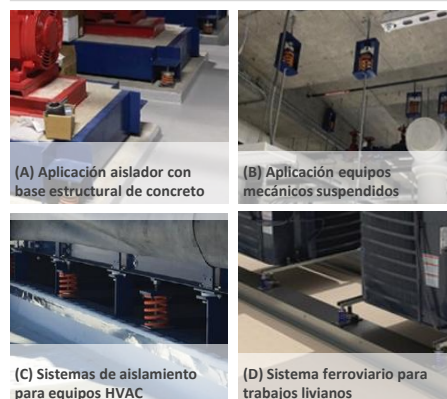 (A) Aplicación aislador con
base estructural de concreto
(B) Aplicación equipos
mecánicos suspendidos
(C) Sistemas de aislamiento
para equipos HVAC
(D) Sistema ferroviario para
trabajos livianos